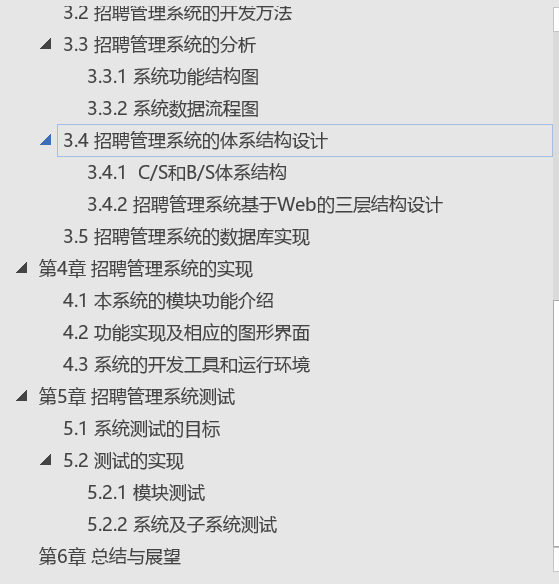 3.2 招聘管理系统的开发方法
3.3 招聘管理系统的分析
3.3.1 系统功能结构图
3.3.2 系统数据流程图
3.4 招聘管理系统的体系结构设计
3.4.1 C/S和B/S体系结构
3.4.2 招聘管理系统基于Web的三层结构设计
3.5 招聘管理系统的数据库实现
第4章 招聘管理系统的实现
4.1 本系统的模块功能介绍
4.2 功能实现及相应的图形界面
4.3 系统的开发工具和运行环境
第5章 招聘管理系统测试
5.1 系统测试的目标
5.2 测试的实现
5.2.1 模块测试
5.2.2 系统及子系统测试
第6章 总结与展望